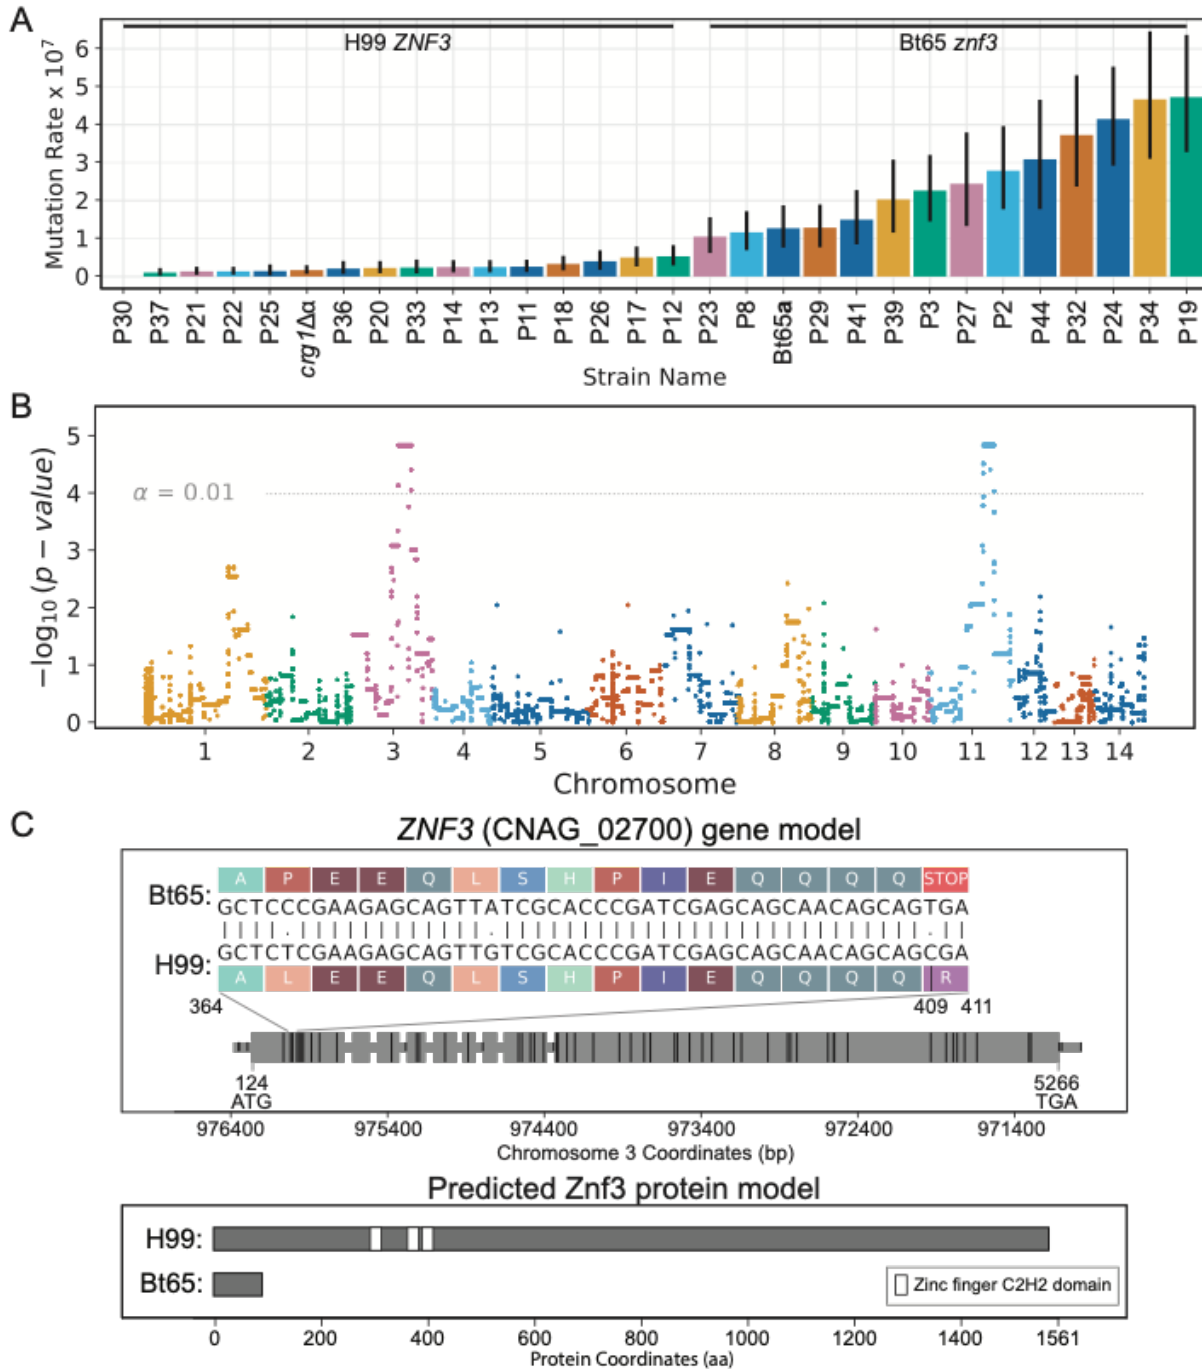 A
H99 ZNF3
Bt65 znf3
Mutation Rate x 10⁷
6
5
4
3
2
1
0
P30
P37
P21
P22
P25
crg1Δα
P36
P20
P33
P14
P13
P11
P18
P26
P17
P12
P23
P8
Bt65a
P29
P41
P39
P3
P27
P2
P44
P32
P24
P34
P19
Strain Name
B
−log₁₀(p − value)
5
4
3
2
1
0
α = 0.01
1 2 3 4 5 6 7 8 9 10 11 12 13 14
Chromosome
C
ZNF3 (CNAG_02700) gene model
A P E E Q L S H P I E Q Q Q Q STOP
Bt65:
GCTCCCGAAGAGCAGTTATCGCACCCGATCGAGCAGCAACAGCAGTGA
GCTCTCGAAGAGCAGTTGTCGCACCCGATCGAGCAGCAACAGCAGCGA
H99:
A L E E Q L S H P I E Q Q Q Q R
364 409 411
124 5266
ATG TGA
976400 975400 974400 973400 972400 971400
Chromosome 3 Coordinates (bp)
Predicted Znf3 protein model
H99:
Bt65:
Zinc finger C2H2 domain
0 200 400 600 800 1000 1200 1400 1561
Protein Coordinates (aa)